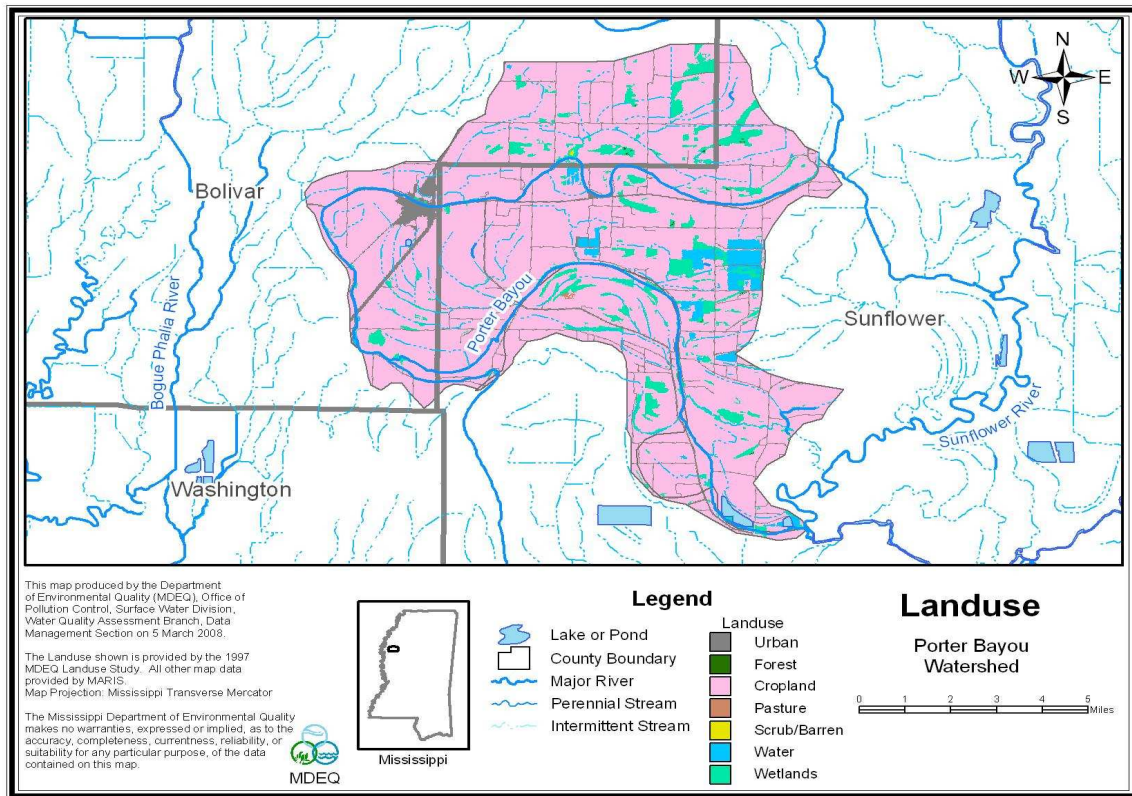 N
W E
S
Bolivar
Bogue Phalia River
Porter Bayou
Sunflower
Sunflower River
Washington
This map produced by the Department
of Environmental Quality (MDEQ), Office of
Pollution Control, Surface Water Division,
Water Quality Assessment Branch, Data
Management Section on 5 March 2008.
The Landuse shown is provided by the 1997
MDEQ Landuse Study. All other map data
provided by MARIS.
Map Projection: Mississippi Transverse Mercator
The Mississippi Department of Environmental Quality
makes no warranties, expressed or implied, as to the
accuracy, completeness, currentness, reliability, or
suitability for any particular purpose, of the data
contained on this map.
MDEQ
Mississippi
Legend
Lake or Pond
County Boundary
Major River
Perennial Stream
Intermittent Stream
Landuse
Urban
Forest
Cropland
Pasture
Scrub/Barren
Water
Wetlands
Landuse
Porter Bayou
Watershed
0 1 2 3 4 5
Miles